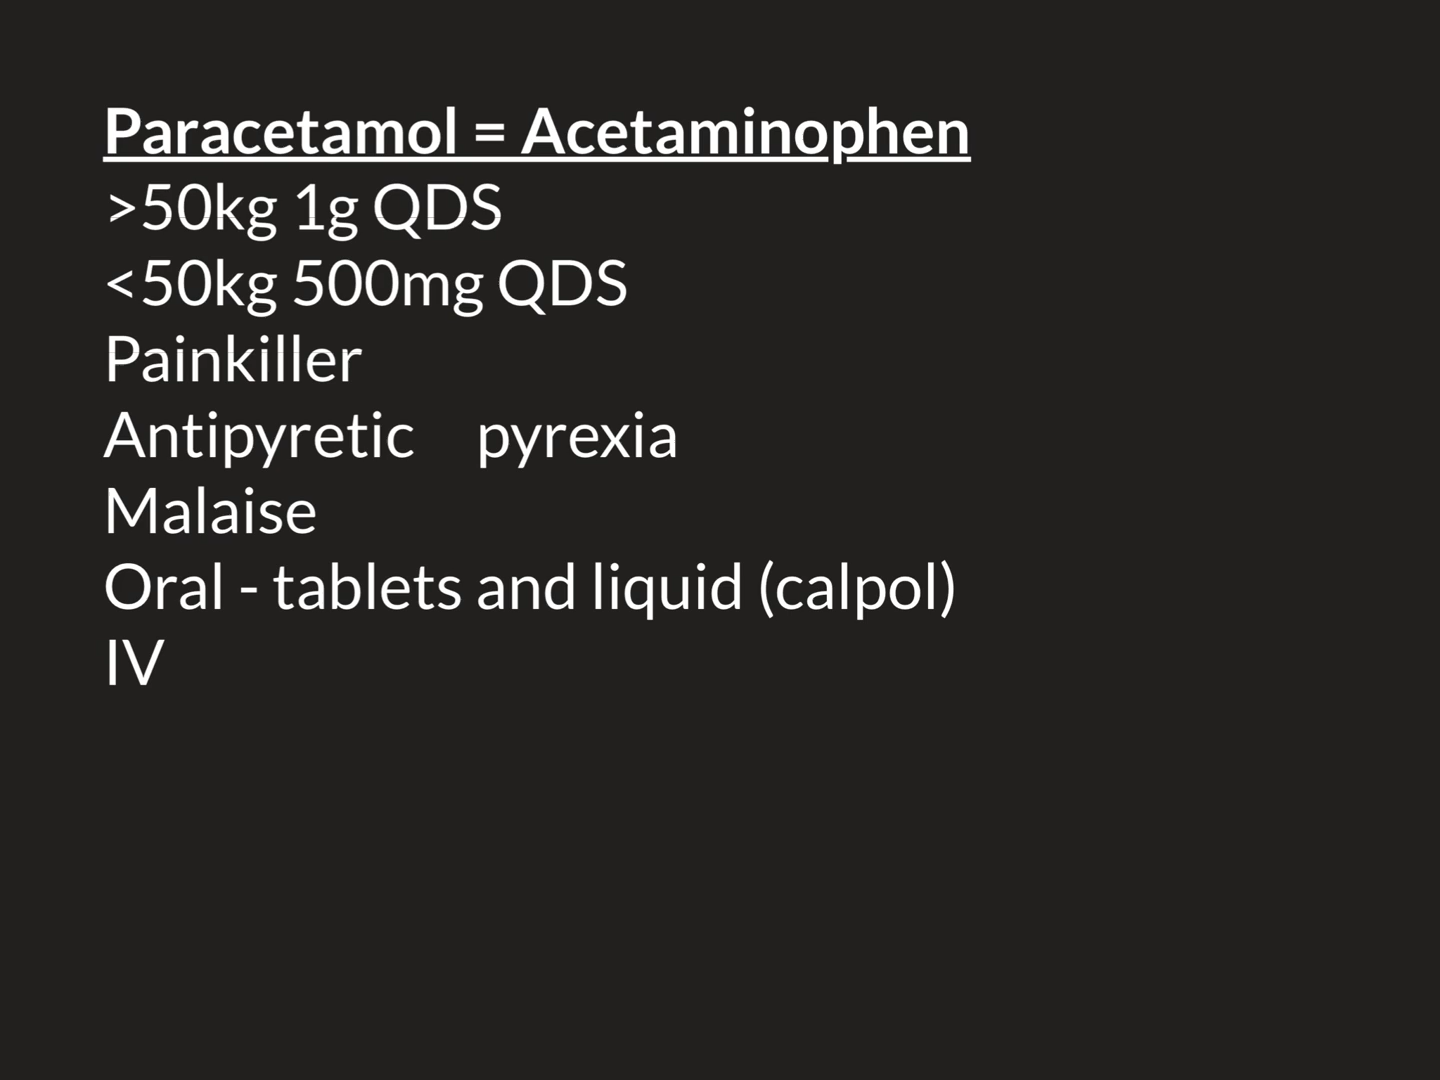 Paracetamol = Acetaminophen
>50kg 1g QDS
<50kg 500mg QDS
Painkiller
Antipyretic pyrexia
Malaise
Oral - tablets and liquid (calpol)
IV